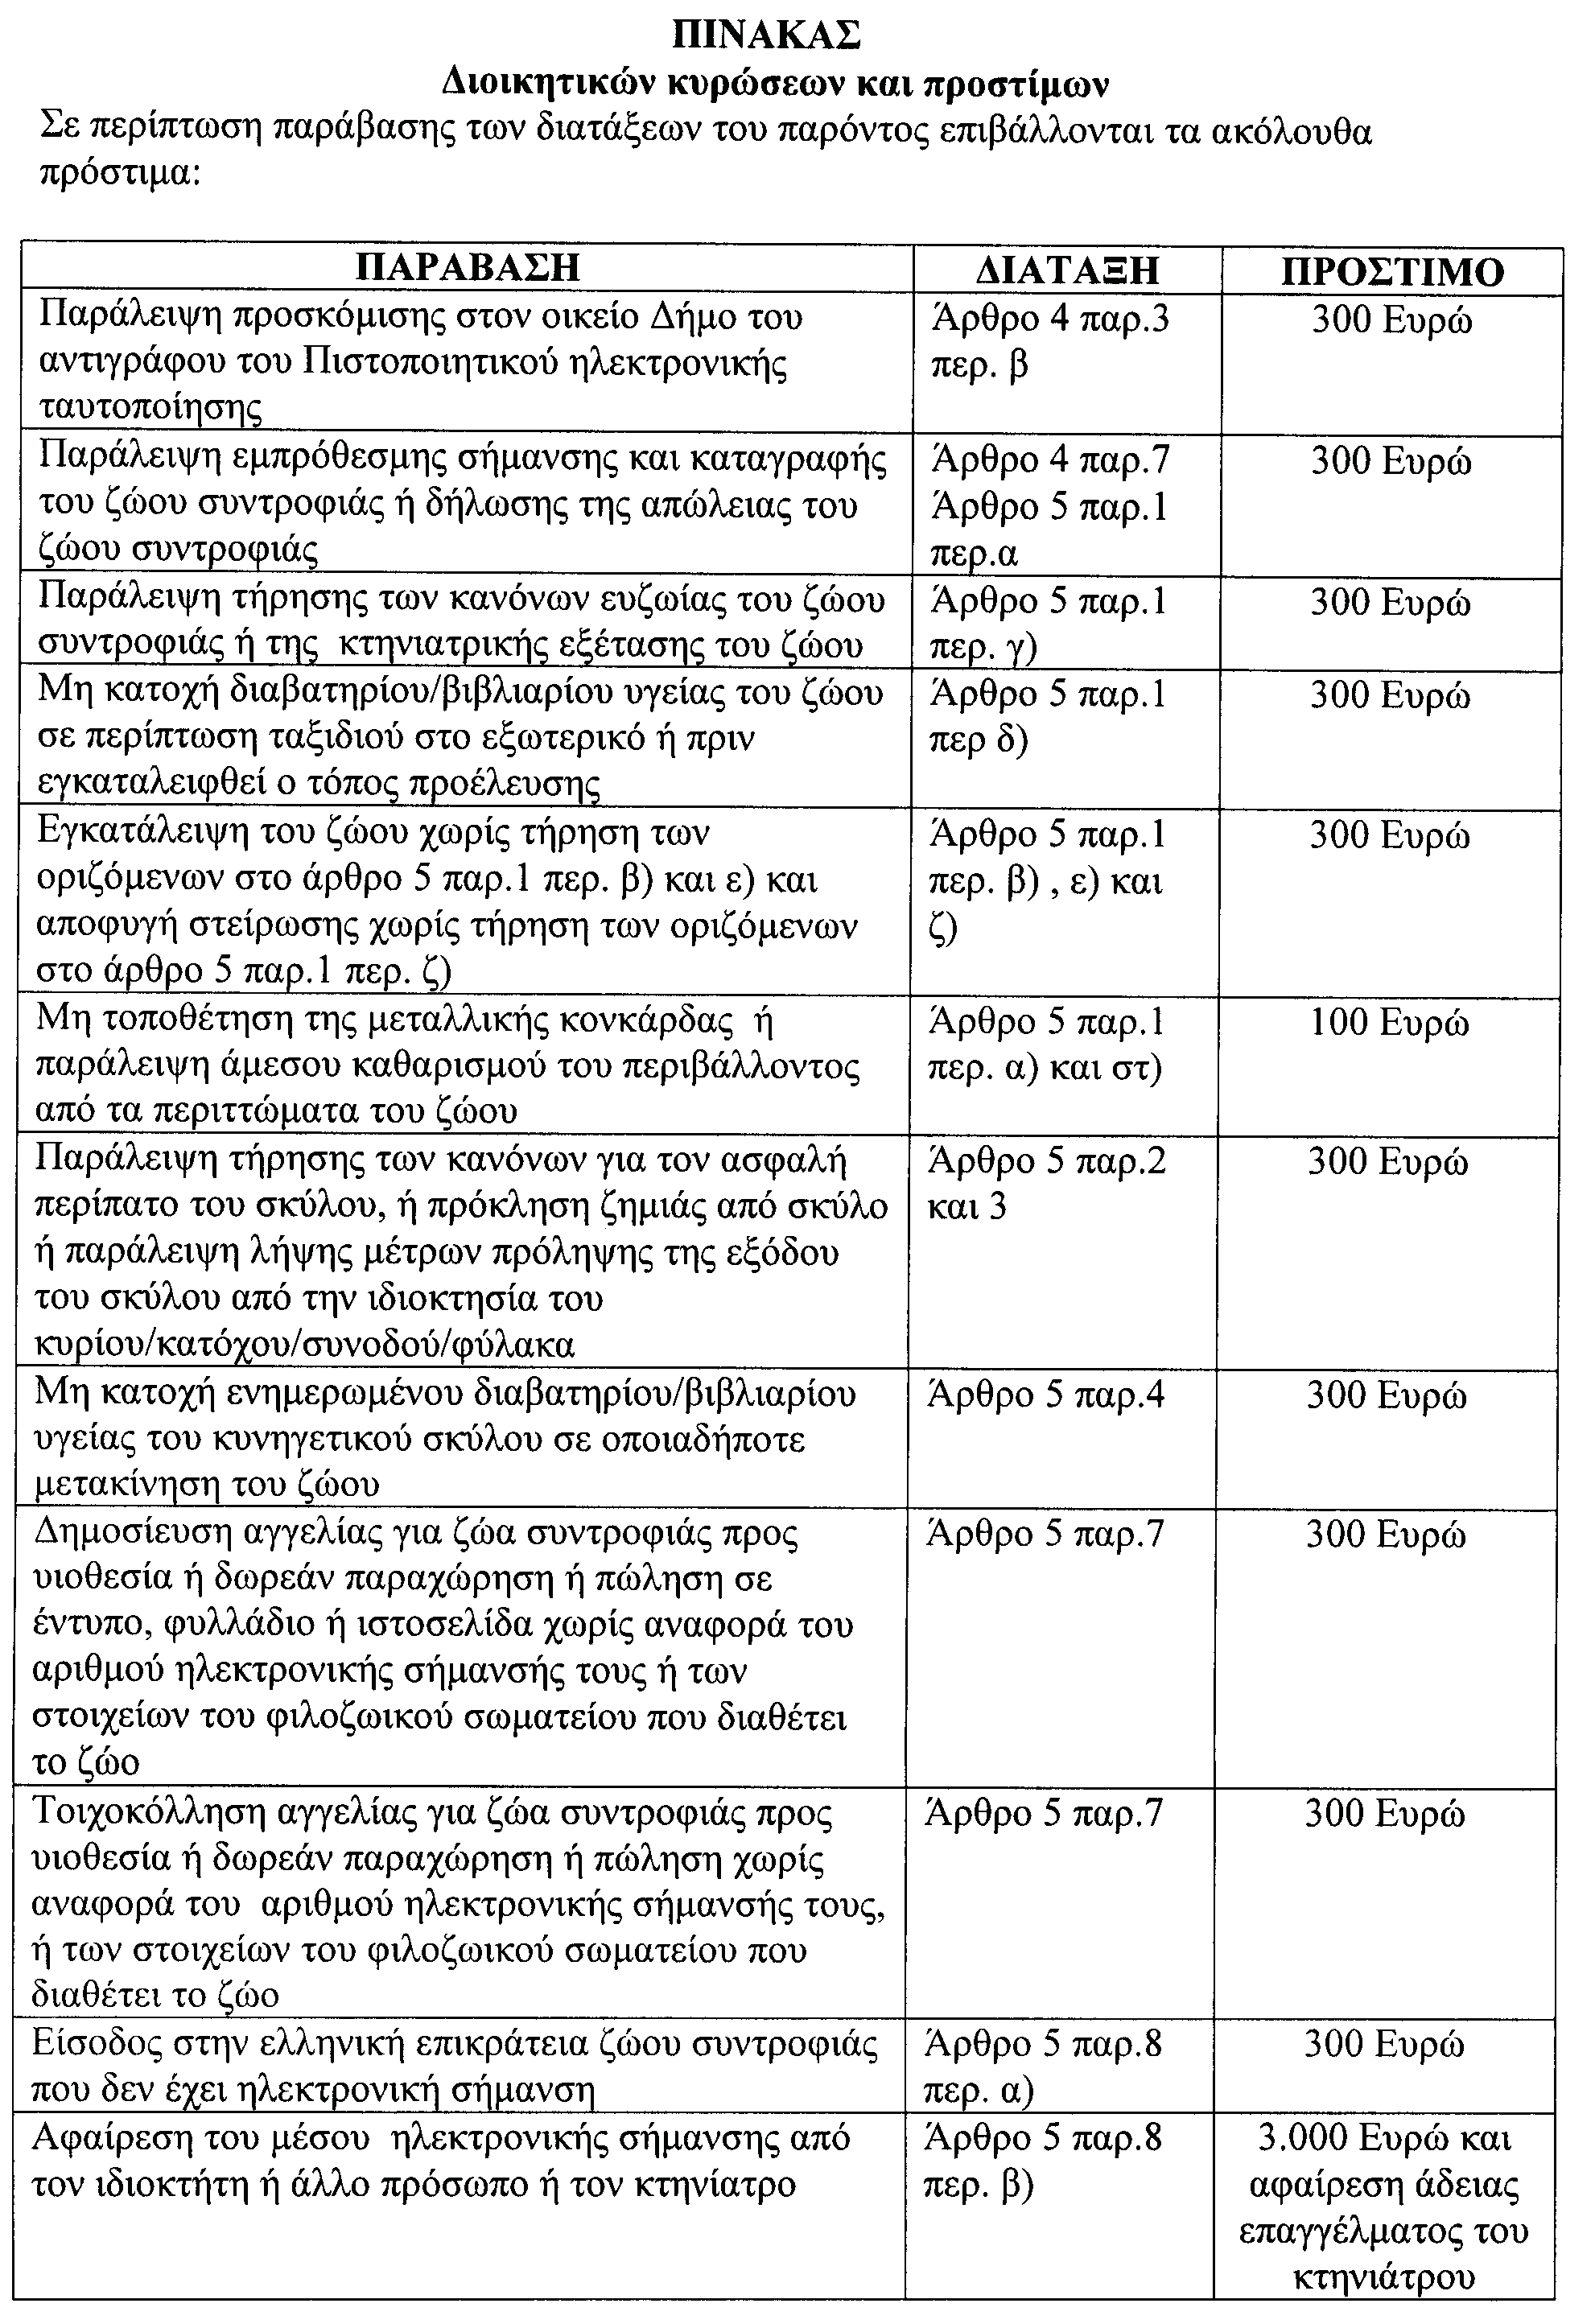 ΠΙΝΑΚΑΣ
Διοικητικών κυρώσεων και προστίμων
Σε περίπτωση παράβασης των διατάξεων του παρόντος επιβάλλονται τα ακόλουθα
πρόστιμα:
ΠΑΡΑΒΑΣΗ ΔΙΑΤΑΞΗ ΠΡΟΣΤΙΜΟ
Παράλειψη προσκόμισης στον οικείο Δήμο του Άρθρο 4 παρ.3 300 Ευρώ
αντιγράφου του Πιστοποιητικού ηλεκτρονικής περ. β
ταυτοποίησης
Παράλειψη εμπρόθεσμης σήμανσης και καταγραφής Άρθρο 4 παρ.7 300 Ευρώ
του ζώου συντροφιάς ή δήλωσης της απώλειας του Άρθρο 5 παρ.1
ζώου συντροφιάς περ.α
Παράλειψη τήρησης των κανόνων ευζωίας του ζώου Άρθρο 5 παρ.1 300 Ευρώ
συντροφιάς ή της κτηνιατρικής εξέτασης του ζώου περ. γ)
Μη κατοχή διαβατηρίου/βιβλιαρίου υγείας του ζώου Άρθρο 5 παρ.1 300 Ευρώ
σε περίπτωση ταξιδιού στο εξωτερικό ή πριν περ δ)
εγκαταλειφθεί ο τόπος προέλευσης
Εγκατάλειψη του ζώου χωρίς τήρηση των Άρθρο 5 παρ.1 300 Ευρώ
οριζόμενων στο άρθρο 5 παρ.1 περ. β) και ε) και περ. β) , ε) και
αποφυγή στείρωσης χωρίς τήρηση των οριζόμενων ζ)
στο άρθρο 5 παρ.1 περ. ζ)
Μη τοποθέτηση της μεταλλικής κονκάρδας ή Άρθρο 5 παρ.1 100 Ευρώ
παράλειψη άμεσου καθαρισμού του περιβάλλοντος περ. α) και στ)
από τα περιττώματα του ζώου
Παράλειψη τήρησης των κανόνων για τον ασφαλή Άρθρο 5 παρ.2 300 Ευρώ
περίπατο του σκύλου, ή πρόκληση ζημιάς από σκύλο και 3
ή παράλειψη λήψης μέτρων πρόληψης της εξόδου
του σκύλου από την ιδιοκτησία του
κυρίου/κατόχου/συνοδού/φύλακα
Μη κατοχή ενημερωμένου διαβατηρίου/βιβλιαρίου Άρθρο 5 παρ.4 300 Ευρώ
υγείας του κυνηγετικού σκύλου σε οποιαδήποτε
μετακίνηση του ζώου
Δημοσίευση αγγελίας για ζώα συντροφιάς προς Άρθρο 5 παρ.7 300 Ευρώ
υιοθεσία ή δωρεάν παραχώρηση ή πώληση σε
έντυπο, φυλλάδιο ή ιστοσελίδα χωρίς αναφορά του
αριθμού ηλεκτρονικής σήμανσής τους ή των
στοιχείων του φιλοζωικού σωματείου που διαθέτει
το ζώο
Τοιχοκόλληση αγγελίας για ζώα συντροφιάς προς Άρθρο 5 παρ.7 300 Ευρώ
υιοθεσία ή δωρεάν παραχώρηση ή πώληση χωρίς
αναφορά του αριθμού ηλεκτρονικής σήμανσής τους,
ή των στοιχείων του φιλοζωικού σωματείου που
διαθέτει το ζώο
Είσοδος στην ελληνική επικράτεια ζώου συντροφιάς Άρθρο 5 παρ.8 300 Ευρώ
που δεν έχει ηλεκτρονική σήμανση περ. α)
Αφαίρεση του μέσου ηλεκτρονικής σήμανσης από Άρθρο 5 παρ.8 3.000 Ευρώ και
τον ιδιοκτήτη ή άλλο πρόσωπο ή τον κτηνίατρο περ. β) αφαίρεση άδειας
επαγγέλματος του
κτηνιάτρου